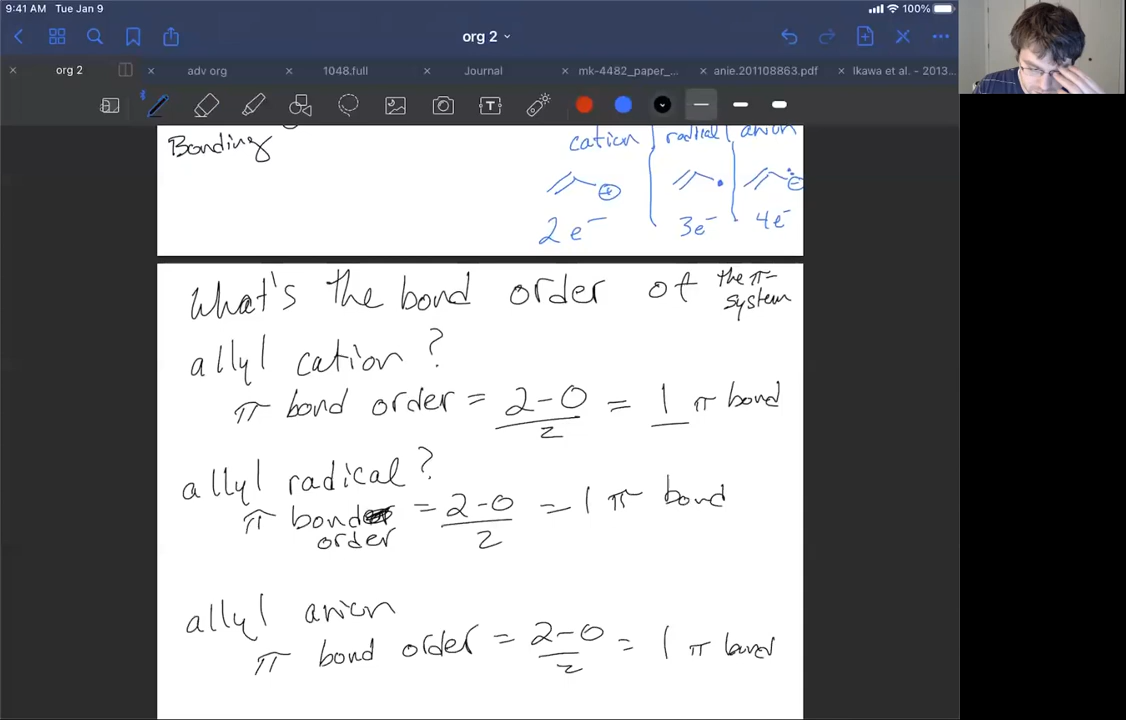 9:41 AM Tue Jan 9
100%
org 2
org 2
adv org
1048.full
Journal
mk-4482_paper_...
anie.201108863.pdf
Ikawa et al. - 2013...
Bonding
cation | radical | anion
2 e⁻ 3e⁻ 4e⁻
What's the bond order of the π-system
allyl cation?
π bond order = 2-0/2 = 1 π bond
allyl radical?
π bond order = 2-0/2 = 1 π bond
allyl anion
π bond order = 2-0/2 = 1 π bond